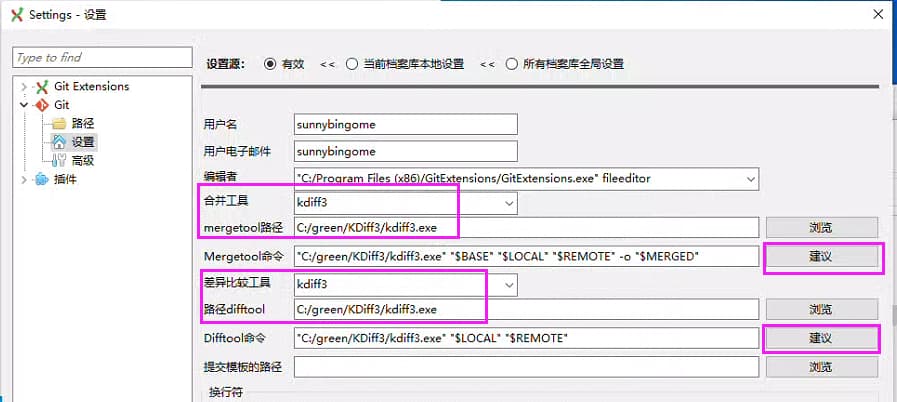 Settings - 设置
Type to find
Git Extensions
Git
路径
设置
高级
插件
设置源： 有效 << 当前档案库本地设置 << 所有档案库全局设置
用户名 sunnybingome
用户电子邮件 sunnybingome
编辑者 "C:/Program Files (x86)/GitExtensions/GitExtensions.exe" fileeditor
合并工具 kdiff3
mergetool路径 C:/green/KDiff3/kdiff3.exe 浏览
Mergetool命令 "C:/green/KDiff3/kdiff3.exe" "$BASE" "$LOCAL" "$REMOTE" -o "$MERGED" 建议
差异比较工具 kdiff3
路径difftool C:/green/KDiff3/kdiff3.exe 浏览
Difftool命令 "C:/green/KDiff3/kdiff3.exe" "$LOCAL" "$REMOTE" 建议
提交模板的路径 浏览
换行符